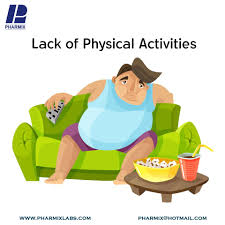 PHARMIX
Lack of Physical Activities
WWW.PHARMIXLABS.COM
PHARMIX@HOTMAIL.COM